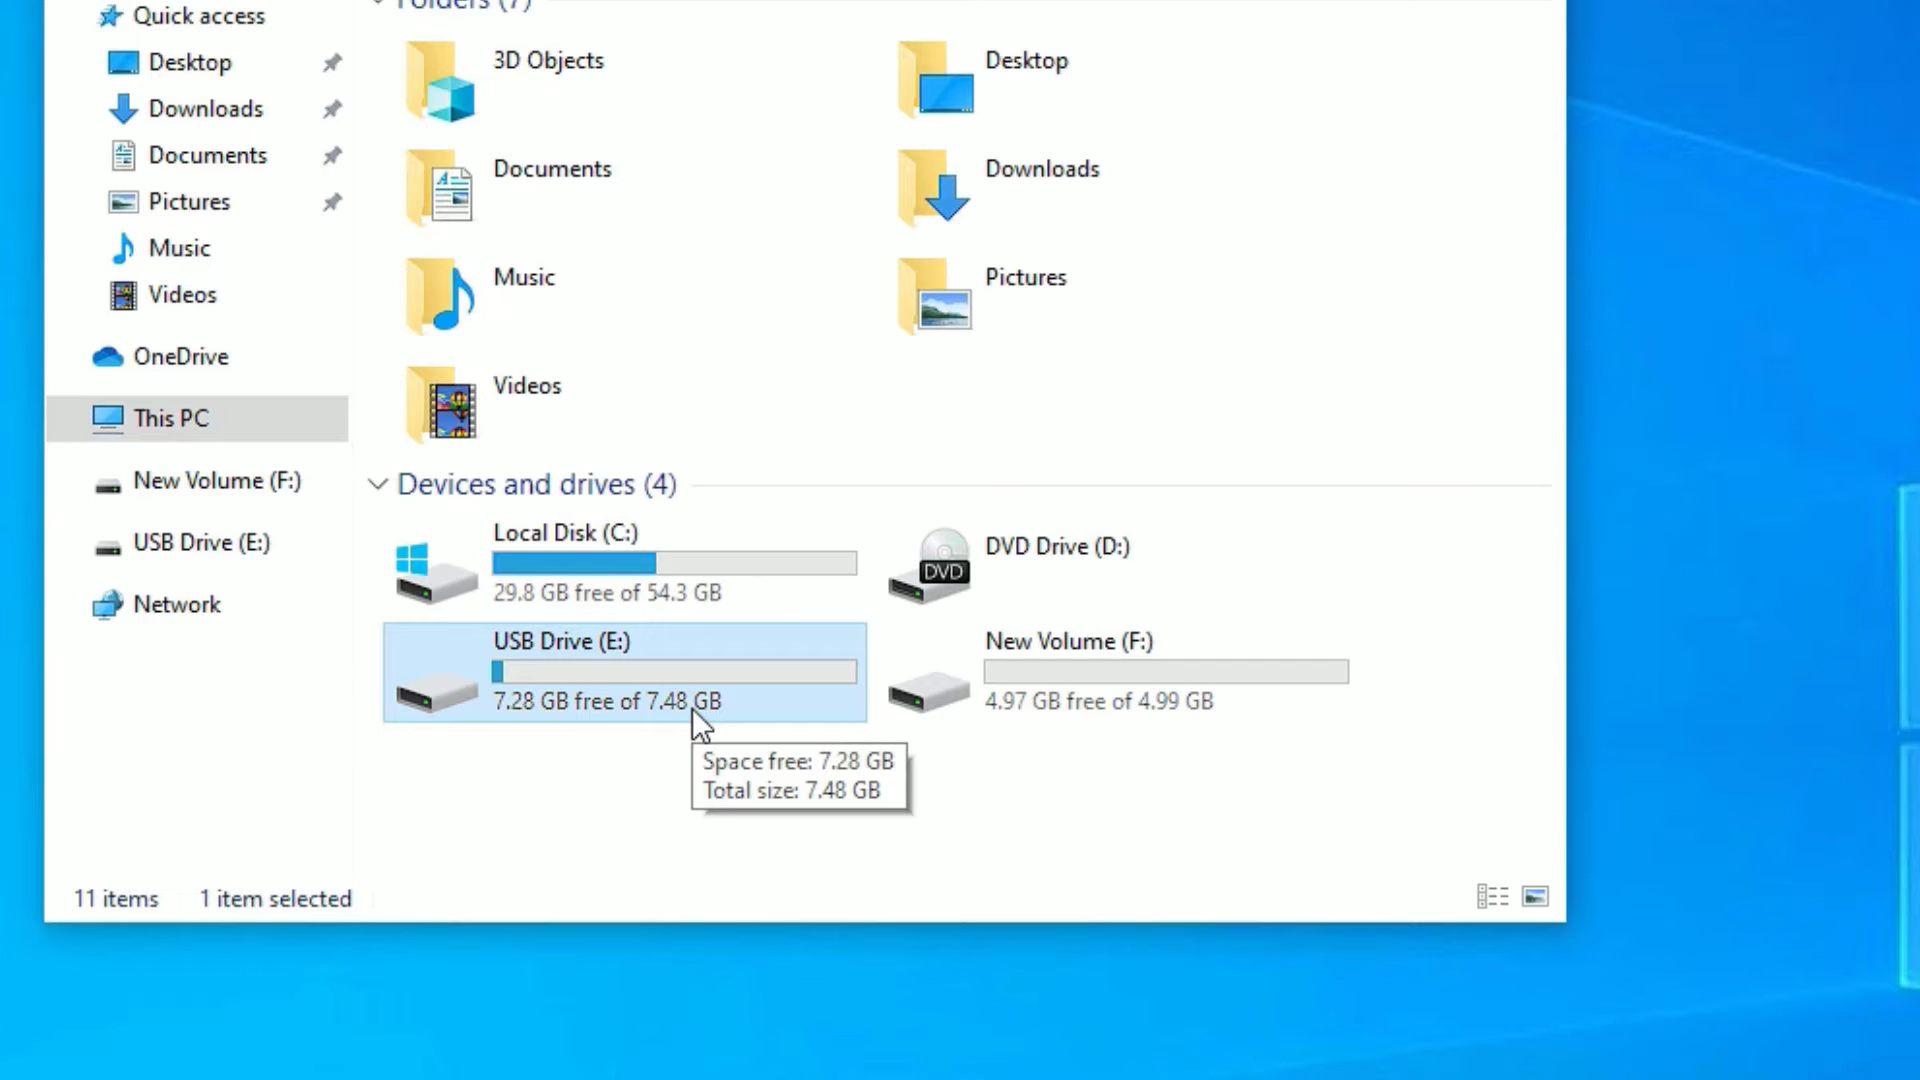 Quick access
Desktop
Downloads
Documents
Pictures
Music
Videos
OneDrive
This PC
New Volume (F:)
USB Drive (E:)
Network
Folders (7)
3D Objects
Desktop
Documents
Downloads
Music
Pictures
Videos
Devices and drives (4)
Local Disk (C:)
29.8 GB free of 54.3 GB
DVD Drive (D:)
DVD
USB Drive (E:)
7.28 GB free of 7.48 GB
New Volume (F:)
4.97 GB free of 4.99 GB
Space free: 7.28 GB
Total size: 7.48 GB
11 items
1 item selected